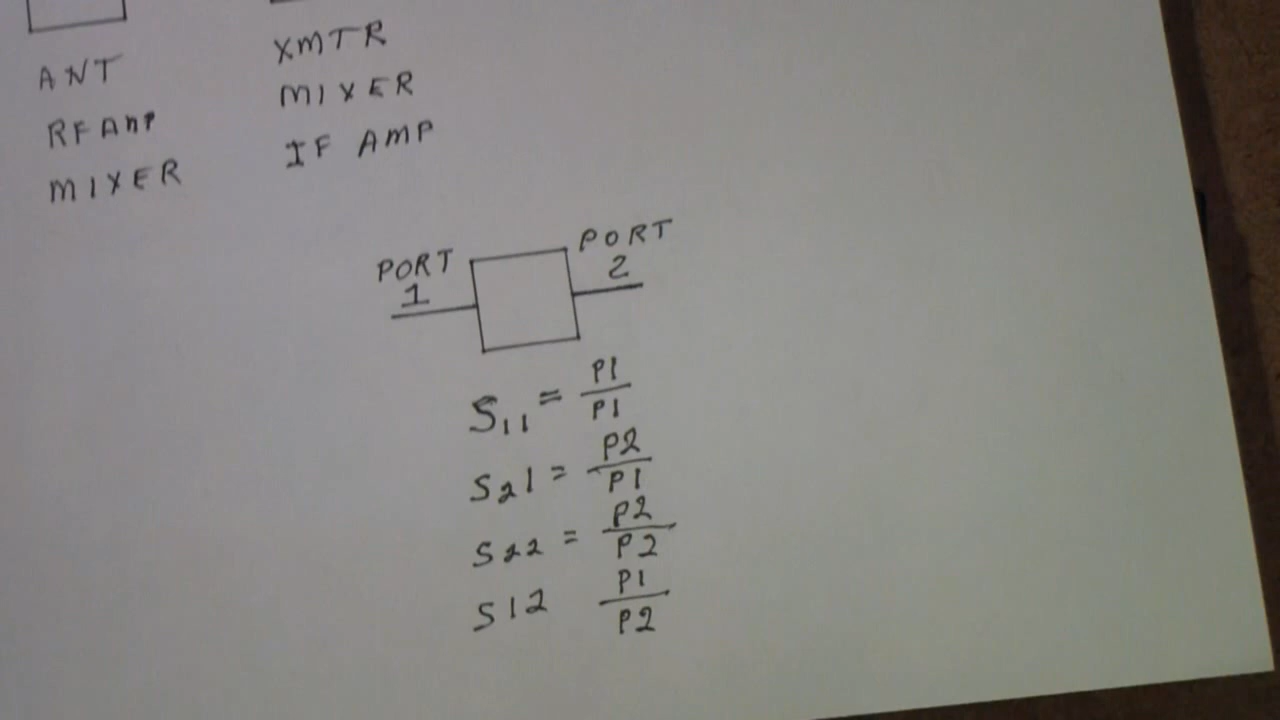 ANT
RF AMP
MIXER
XMTR
MIXER
IF AMP
PORT
1
PORT
2
S11 = P1/P1
S21 = P2/P1
S22 = P2/P2
S12 P1/P2